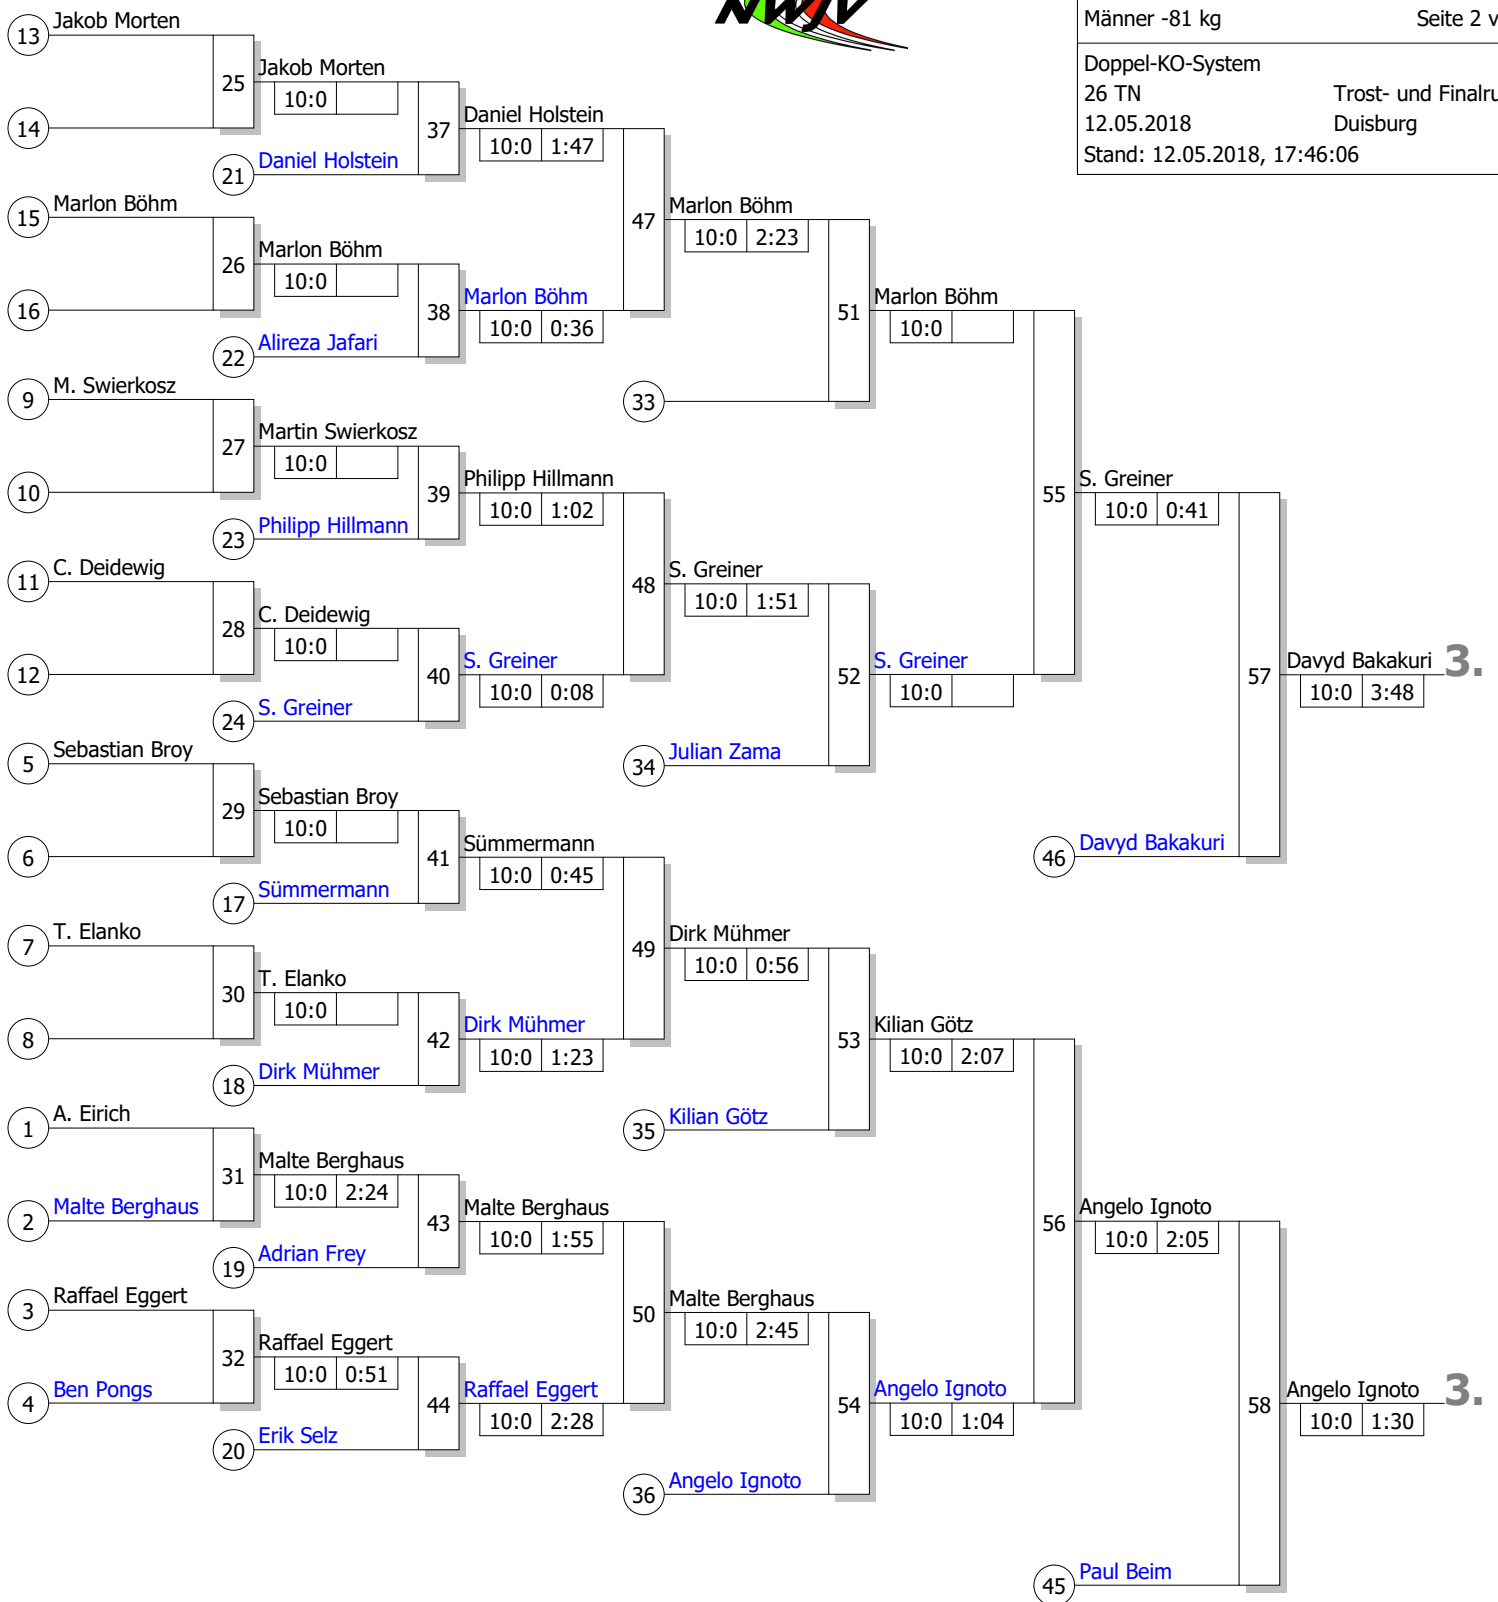 NWJV
Männer -81 kg Seite 2 v
Doppel-KO-System
26 TN Trost- und Finalru
12.05.2018 Duisburg
Stand: 12.05.2018, 17:46:06
13 Jakob Morten
14
25 Jakob Morten
10:0
21 Daniel Holstein
37 Daniel Holstein
10:0 1:47
15 Marlon Böhm
16
26 Marlon Böhm
10:0
22 Alireza Jafari
38 Marlon Böhm
10:0 0:36
47 Marlon Böhm
10:0 2:23
33
51 Marlon Böhm
10:0
9 M. Swierkosz
10
27 Martin Swierkosz
10:0
23 Philipp Hillmann
39 Philipp Hillmann
10:0 1:02
11 C. Deidewig
12
28 C. Deidewig
10:0
24 S. Greiner
40 S. Greiner
10:0 0:08
48 S. Greiner
10:0 1:51
34 Julian Zama
52 S. Greiner
10:0
55 S. Greiner
10:0 0:41
46 Davyd Bakakuri
57 Davyd Bakakuri 3.
10:0 3:48
5 Sebastian Broy
6
29 Sebastian Broy
10:0
17 Sümmermann
41 Sümmermann
10:0 0:45
7 T. Elanko
8
30 T. Elanko
10:0
18 Dirk Mühmer
42 Dirk Mühmer
10:0 1:23
49 Dirk Mühmer
10:0 0:56
35 Kilian Götz
53 Kilian Götz
10:0 2:07
1 A. Eirich
2 Malte Berghaus
31 Malte Berghaus
10:0 2:24
19 Adrian Frey
43 Malte Berghaus
10:0 1:55
3 Raffael Eggert
4 Ben Pongs
32 Raffael Eggert
10:0 0:51
20 Erik Selz
44 Raffael Eggert
10:0 2:28
50 Malte Berghaus
10:0 2:45
36 Angelo Ignoto
54 Angelo Ignoto
10:0 1:04
56 Angelo Ignoto
10:0 2:05
45 Paul Beim
58 Angelo Ignoto 3.
10:0 1:30